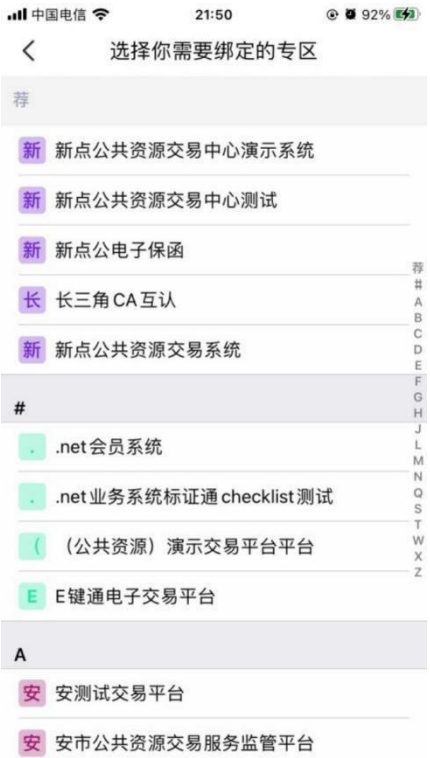 中国电信 21:50 92%
选择你需要绑定的专区
荐
新 新点公共资源交易中心演示系统
新 新点公共资源交易中心测试
新 新点公电子保函
长 长三角CA互认
新 新点公共资源交易系统
#
. .net会员系统
. .net业务系统标证通checklist测试
( （公共资源）演示交易平台平台
E E键通电子交易平台
A
安 安测试交易平台
安 安市公共资源交易服务监管平台
荐
#
A
B
C
D
E
F
G
H
J
L
M
N
Q
S
T
W
X
Z